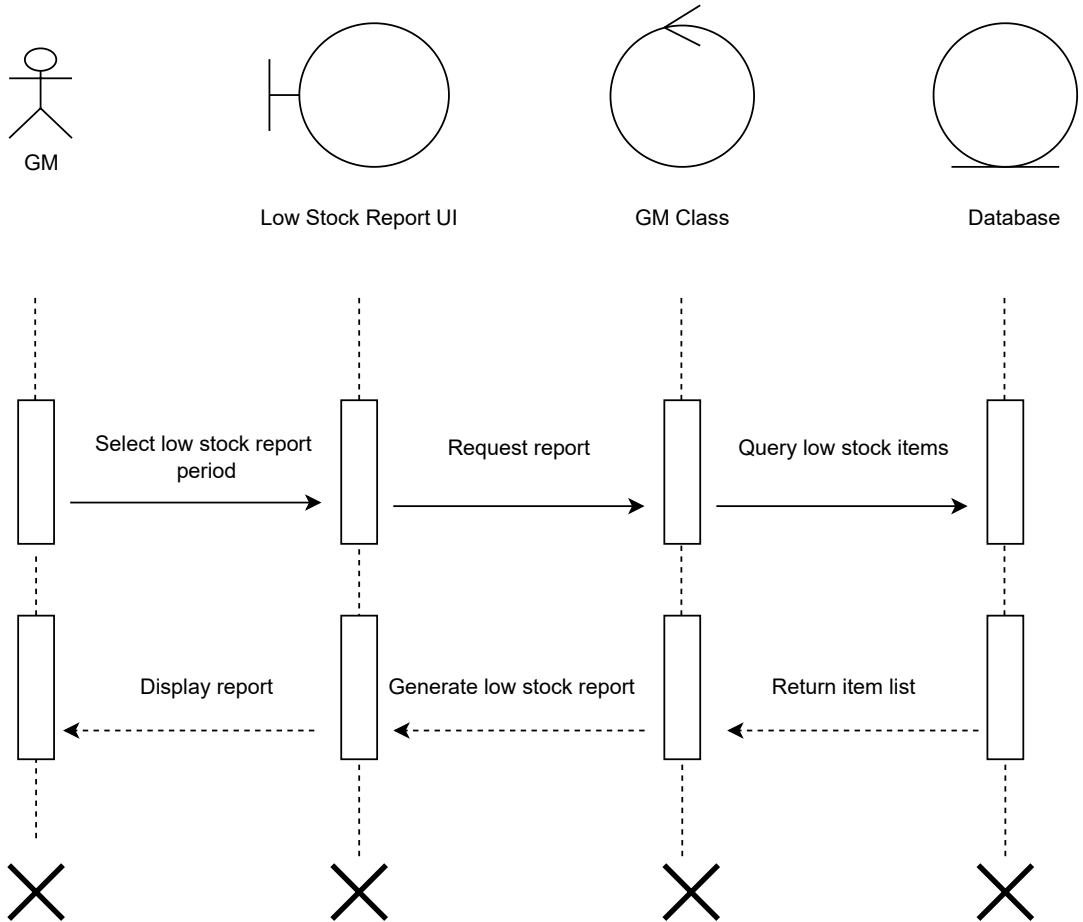 GM
Low Stock Report UI
GM Class
Database
Select low stock report
period
Request report
Query low stock items
Display report
Generate low stock report
Return item list